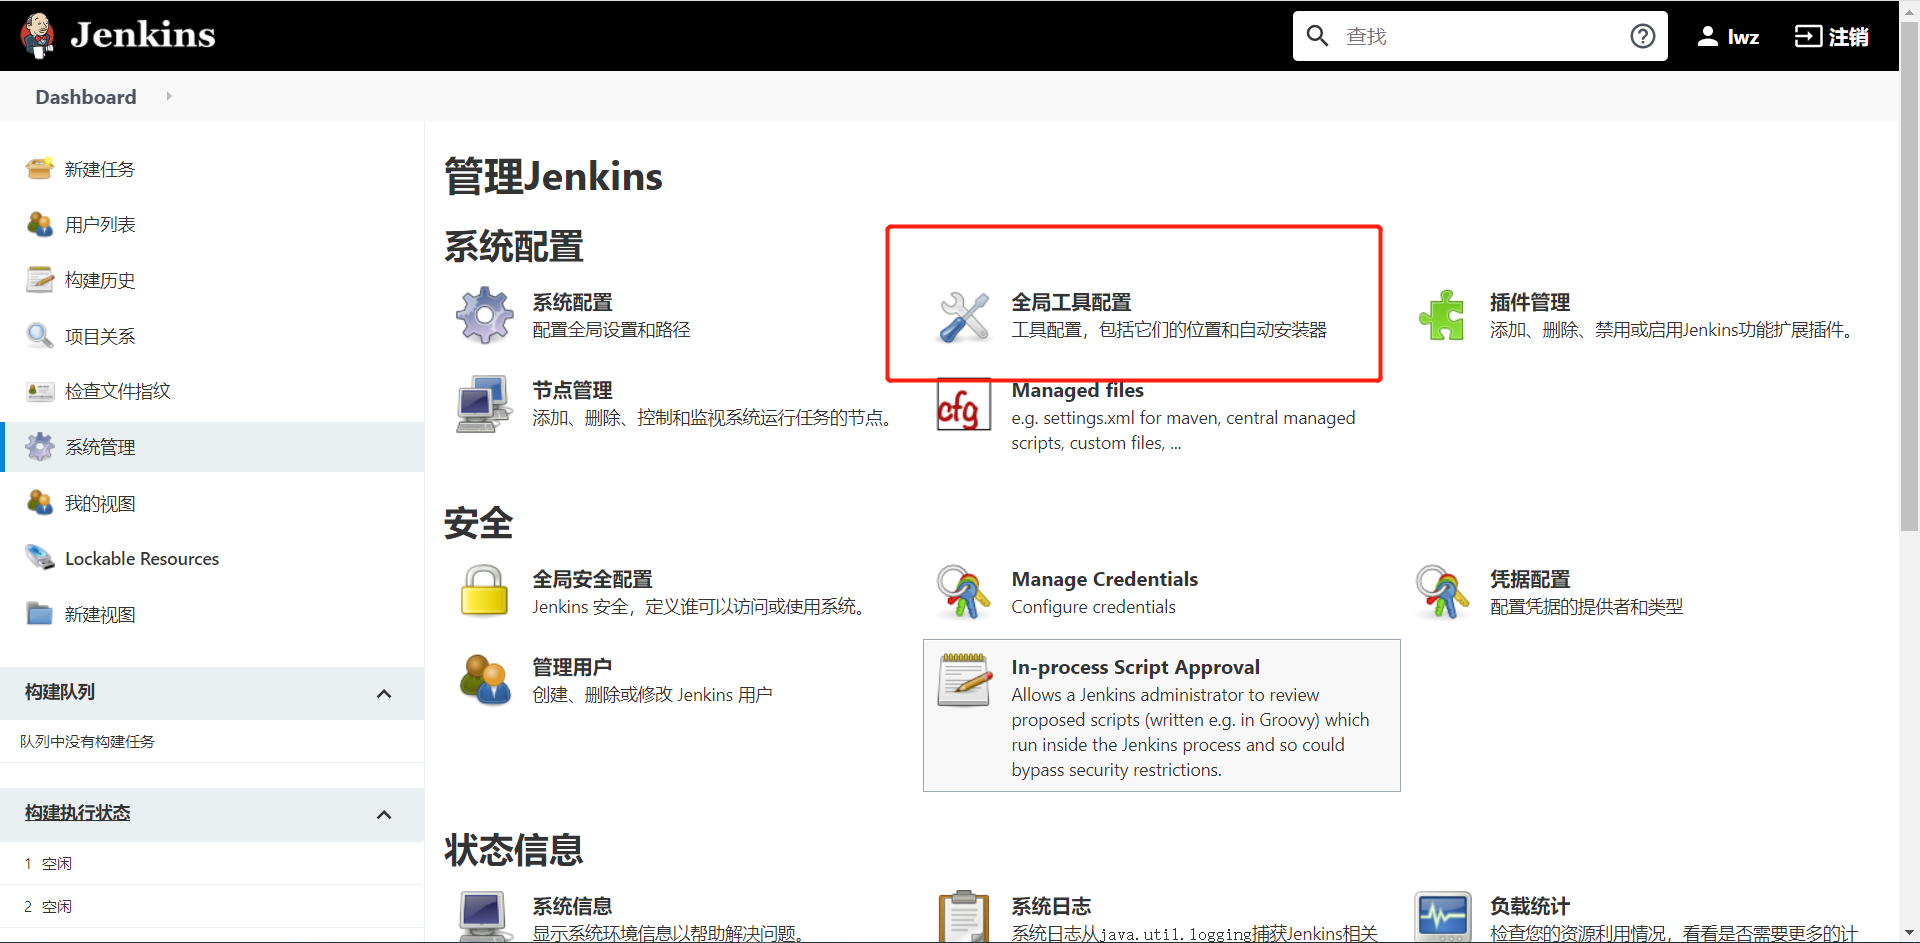 Jenkins
查找
lwz
注销
Dashboard
新建任务
用户列表
构建历史
项目关系
检查文件指纹
系统管理
我的视图
Lockable Resources
新建视图
构建队列
队列中没有构建任务
构建执行状态
1 空闲
2 空闲
管理Jenkins
系统配置
系统配置
配置全局设置和路径
全局工具配置
工具配置，包括它们的位置和自动安装器
插件管理
添加、删除、禁用或启用Jenkins功能扩展插件。
节点管理
添加、删除、控制和监视系统运行任务的节点。
cfg
Managed files
e.g. settings.xml for maven, central managed
scripts, custom files, ...
安全
全局安全配置
Jenkins 安全，定义谁可以访问或使用系统。
Manage Credentials
Configure credentials
凭据配置
配置凭据的提供者和类型
管理用户
创建、删除或修改 Jenkins 用户
In-process Script Approval
Allows a Jenkins administrator to review
proposed scripts (written e.g. in Groovy) which
run inside the Jenkins process and so could
bypass security restrictions.
状态信息
系统信息
显示系统环境信息以帮助解决问题。
系统日志
系统日志从java.util.logging捕获Jenkins相关
负载统计
检查您的资源利用情况，看看是否需要更多的计